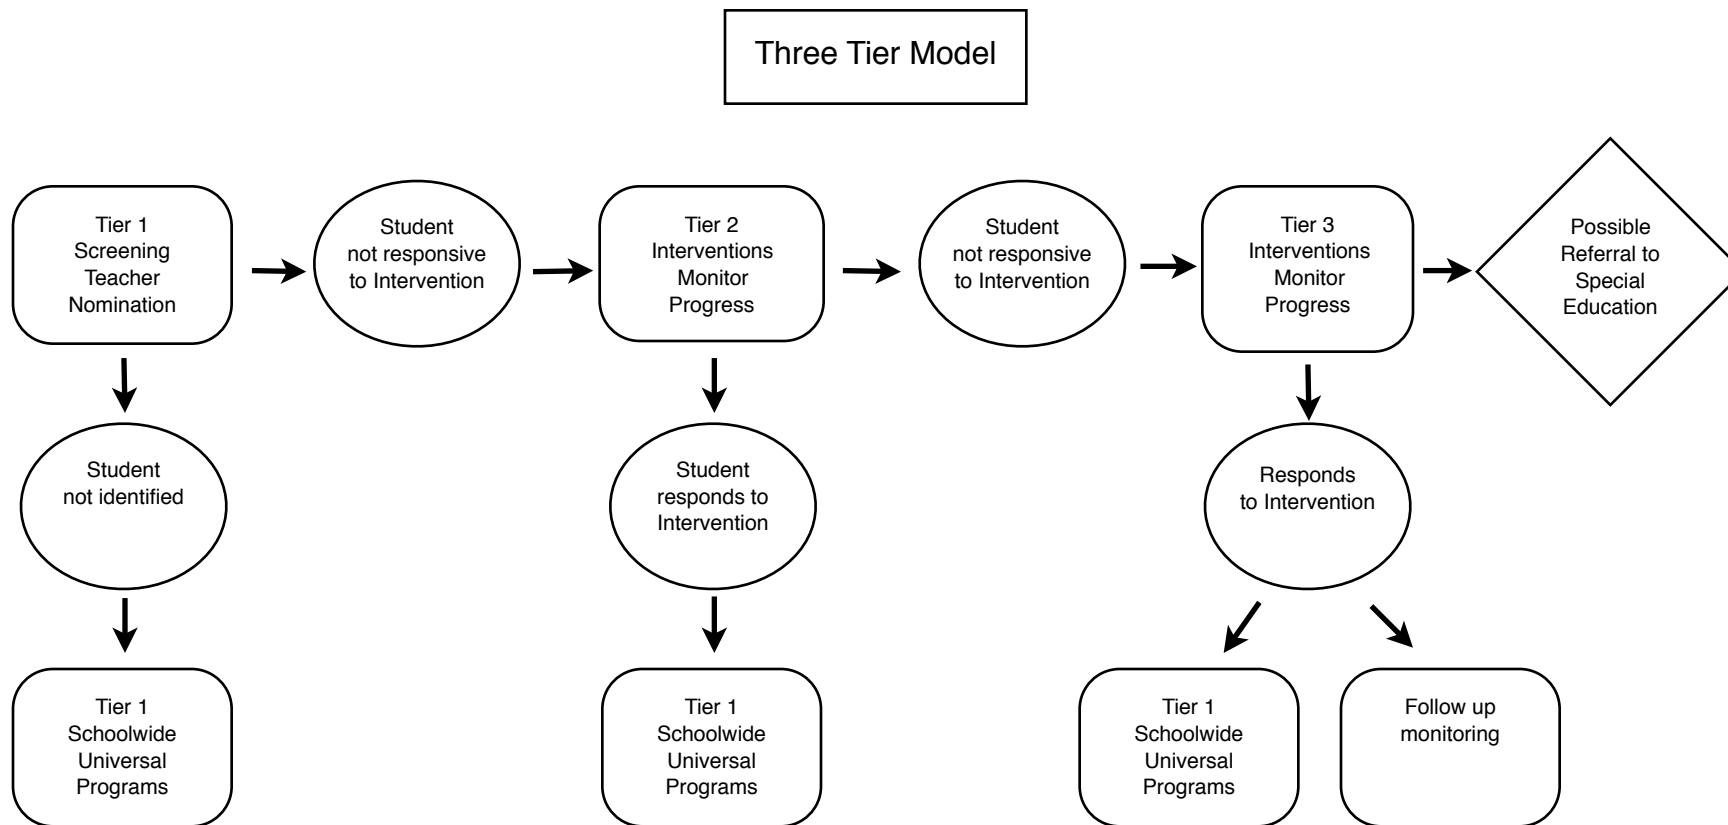 Three Tier Model
Tier 1
Screening
Teacher
Nomination
Student
not responsive
to Intervention
Tier 2
Interventions
Monitor
Progress
Student
not responsive
to Intervention
Tier 3
Interventions
Monitor
Progress
Possible
Referral to
Special
Education
Student
not identified
Student
responds to
Intervention
Responds
to Intervention
Tier 1
Schoolwide
Universal
Programs
Tier 1
Schoolwide
Universal
Programs
Tier 1
Schoolwide
Universal
Programs
Follow up
monitoring